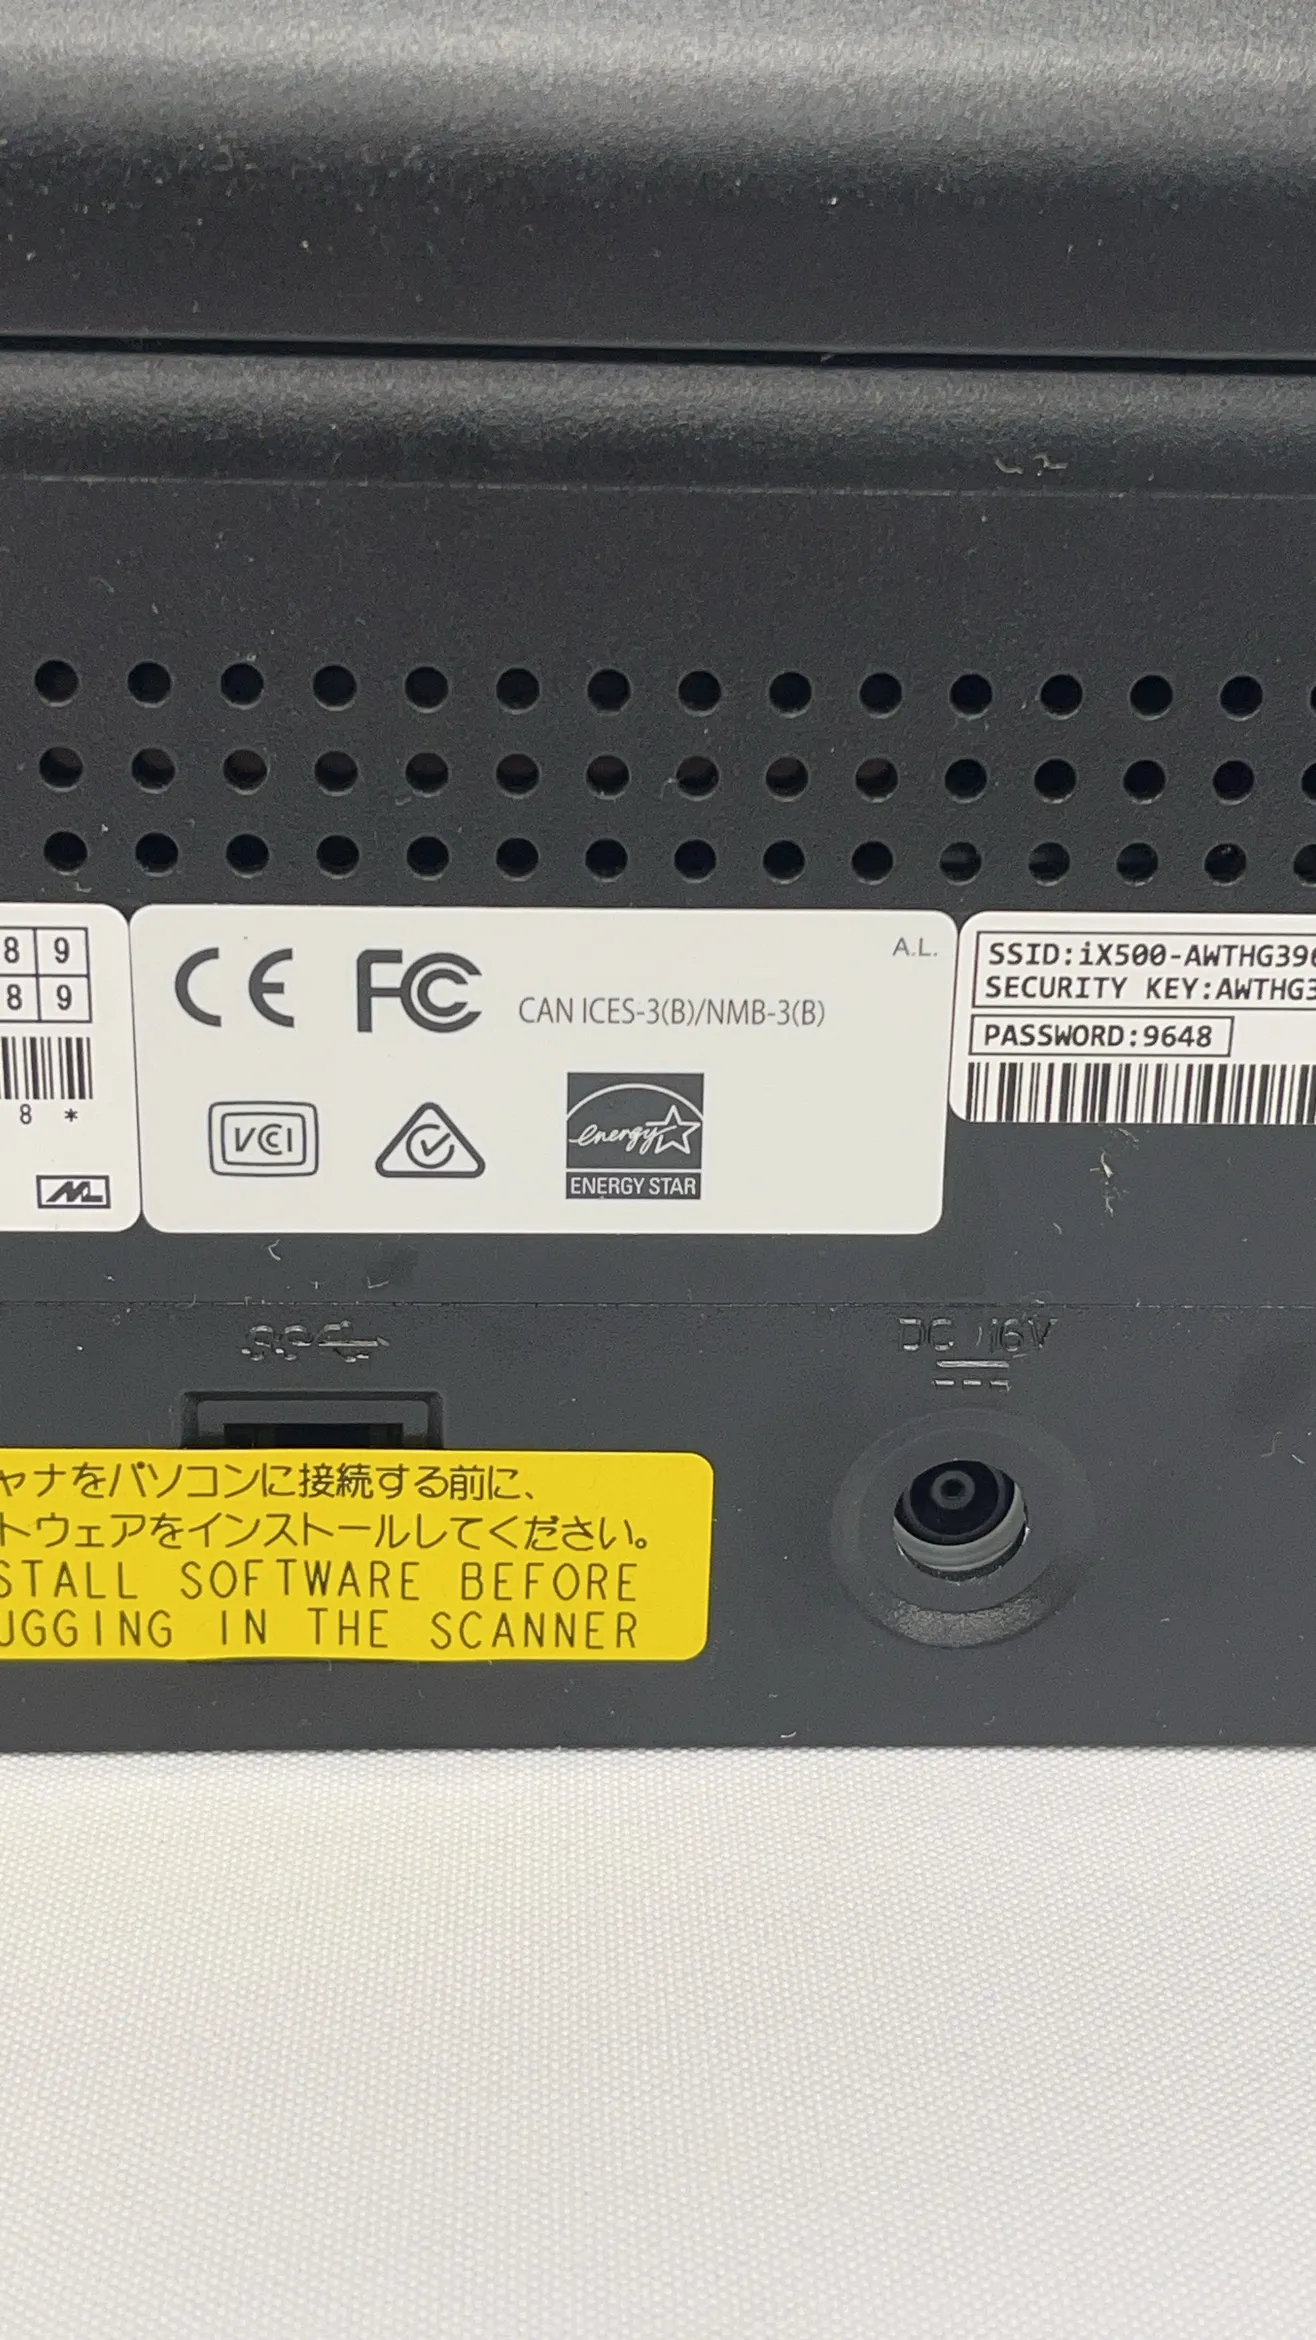 8 9
8 9
8 *
CE FC CAN ICES-3(B)/NMB-3(B)
A.L.
VCI
energy
ENERGY STAR
SSID:iX500-AWTHG39
SECURITY KEY:AWTHG3
PASSWORD:9648
DC 16V
ャナをパソコンに接続する前に、
トウェアをインストールしてください。
STALL SOFTWARE BEFORE
UGGING IN THE SCANNER